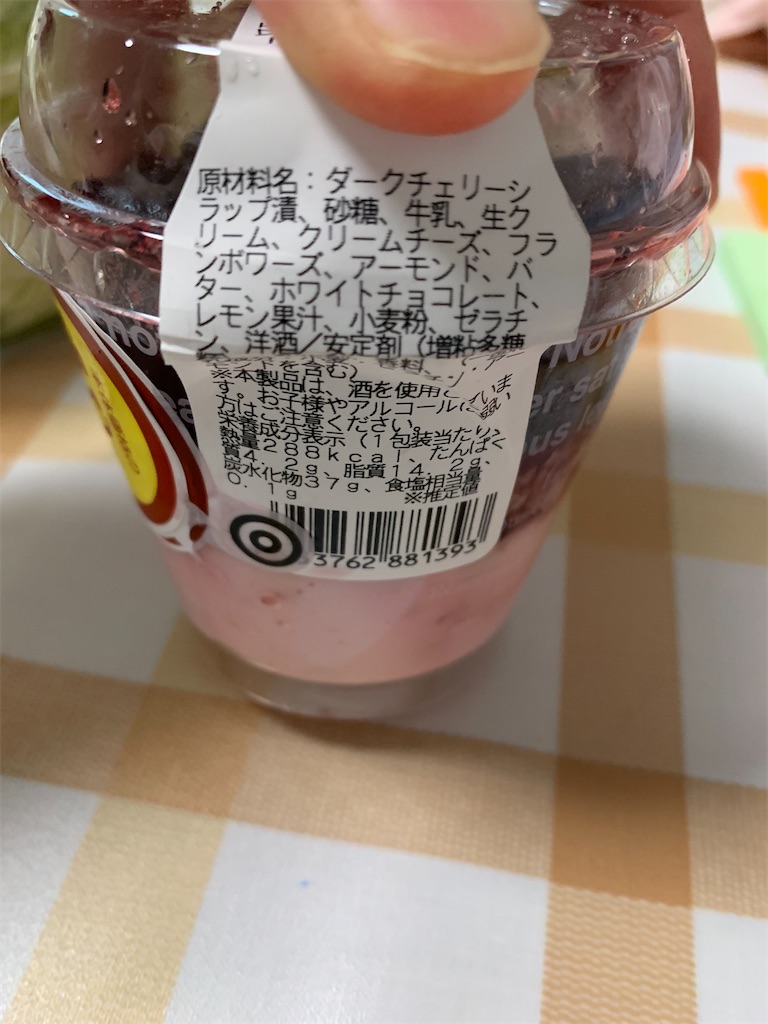 原材料名：ダークチェリーシ
ラップ漬、砂糖、牛乳、生ク
リーム、クリームチーズ、フラ
ンボワーズ、アーモンド、バ
ター、ホワイトチョコレート、
レモン果汁、小麦粉、ゼラチ
ン、洋酒／安定剤（増粘多糖
を含む）
※本製品は、酒を使用しています。
お子様やアルコールに弱い
方はご注意ください。
栄養成分表示（1包装当たり）
熱量288kcal、たんぱく
質4.2g、脂質14.2g、
炭水化物37g、食塩相当量
0.1g ※推定値
3762 881393